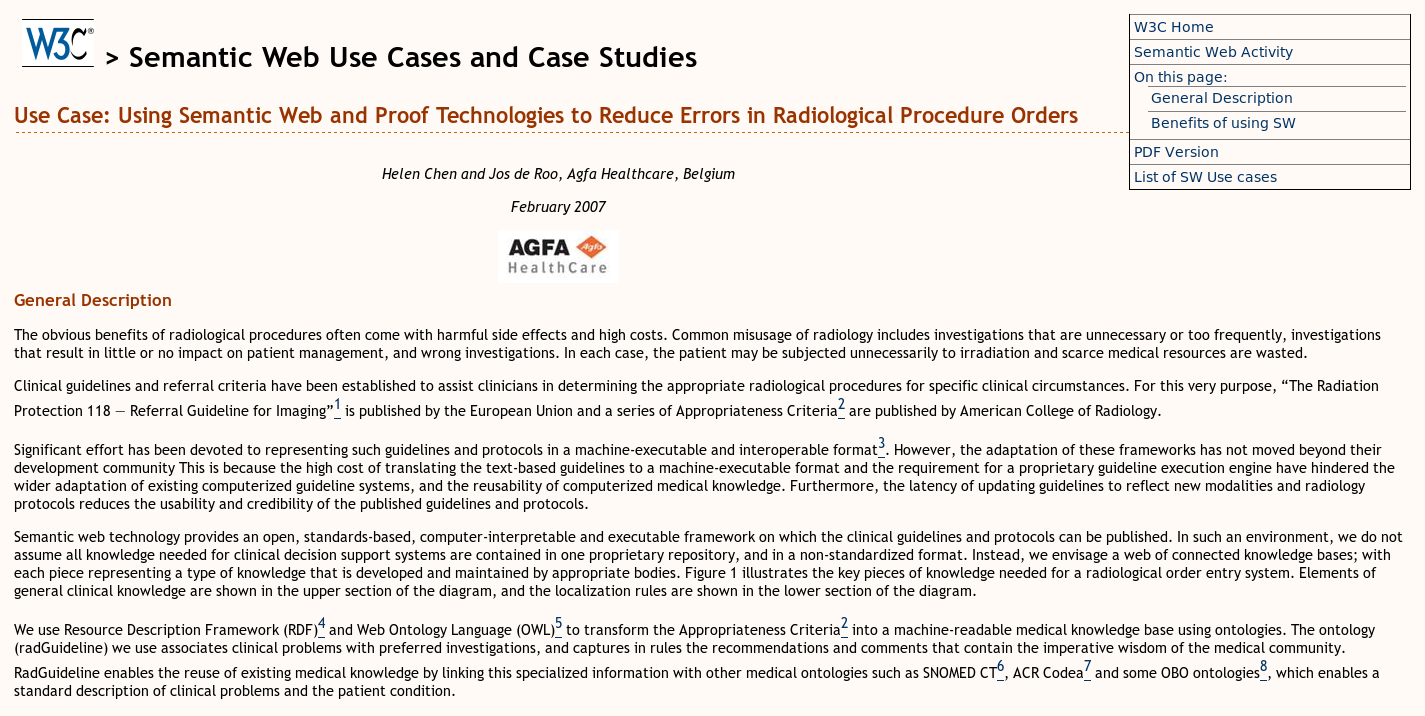 W3C® > Semantic Web Use Cases and Case Studies
W3C Home
Semantic Web Activity
On this page:
General Description
Benefits of using SW
PDF Version
List of SW Use cases
Use Case: Using Semantic Web and Proof Technologies to Reduce Errors in Radiological Procedure Orders
Helen Chen and Jos de Roo, Agfa Healthcare, Belgium
February 2007
AGFA Agfa
HealthCare
General Description
The obvious benefits of radiological procedures often come with harmful side effects and high costs. Common misusage of radiology includes investigations that are unnecessary or too frequently, investigations
that result in little or no impact on patient management, and wrong investigations. In each case, the patient may be subjected unnecessarily to irradiation and scarce medical resources are wasted.
Clinical guidelines and referral criteria have been established to assist clinicians in determining the appropriate radiological procedures for specific clinical circumstances. For this very purpose, “The Radiation
Protection 118 — Referral Guideline for Imaging”1 is published by the European Union and a series of Appropriateness Criteria2 are published by American College of Radiology.
Significant effort has been devoted to representing such guidelines and protocols in a machine-executable and interoperable format3. However, the adaptation of these frameworks has not moved beyond their
development community This is because the high cost of translating the text-based guidelines to a machine-executable format and the requirement for a proprietary guideline execution engine have hindered the
wider adaptation of existing computerized guideline systems, and the reusability of computerized medical knowledge. Furthermore, the latency of updating guidelines to reflect new modalities and radiology
protocols reduces the usability and credibility of the published guidelines and protocols.
Semantic web technology provides an open, standards-based, computer-interpretable and executable framework on which the clinical guidelines and protocols can be published. In such an environment, we do not
assume all knowledge needed for clinical decision support systems are contained in one proprietary repository, and in a non-standardized format. Instead, we envisage a web of connected knowledge bases; with
each piece representing a type of knowledge that is developed and maintained by appropriate bodies. Figure 1 illustrates the key pieces of knowledge needed for a radiological order entry system. Elements of
general clinical knowledge are shown in the upper section of the diagram, and the localization rules are shown in the lower section of the diagram.
We use Resource Description Framework (RDF)4 and Web Ontology Language (OWL)5 to transform the Appropriateness Criteria2 into a machine-readable medical knowledge base using ontologies. The ontology
(radGuideline) we use associates clinical problems with preferred investigations, and captures in rules the recommendations and comments that contain the imperative wisdom of the medical community.
RadGuideline enables the reuse of existing medical knowledge by linking this specialized information with other medical ontologies such as SNOMED CT6, ACR Codea7 and some OBO ontologies8, which enables a
standard description of clinical problems and the patient condition.